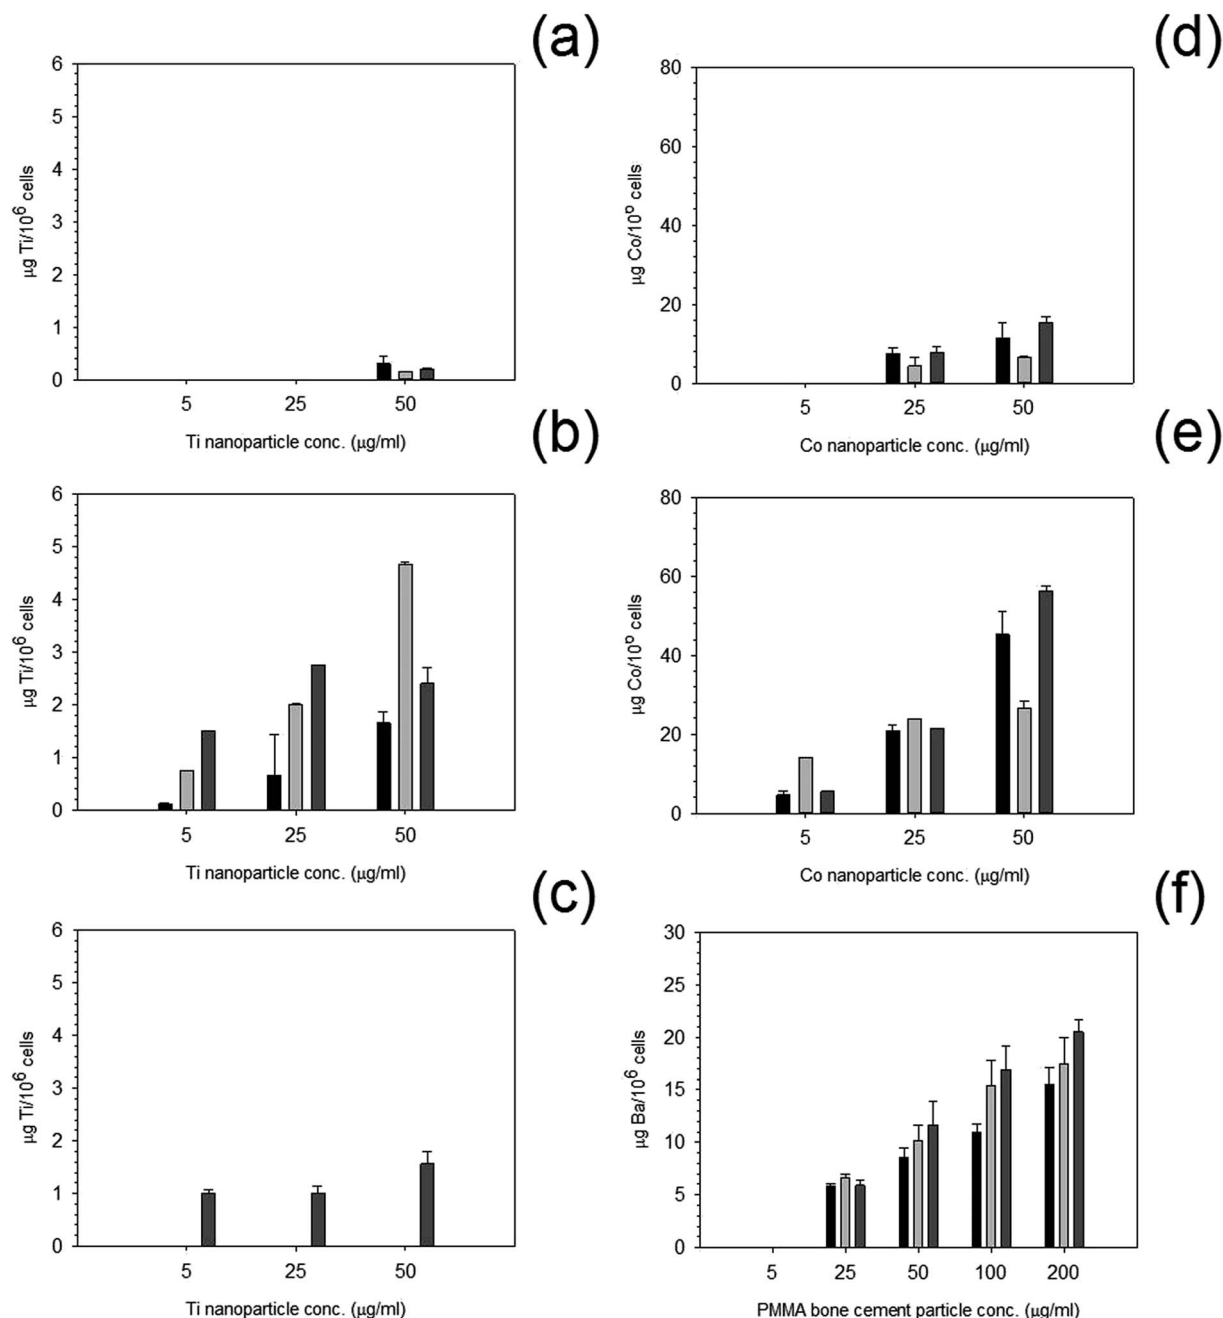 (a)
6
5
4
3
2
1
0
µg Ti/10⁶ cells
5 25 50
Ti nanoparticle conc. (µg/ml)
(d)
80
60
40
20
0
µg Co/10⁶ cells
5 25 50
Co nanoparticle conc. (µg/ml)
(b)
6
5
4
3
2
1
0
µg Ti/10⁶ cells
5 25 50
Ti nanoparticle conc. (µg/ml)
(e)
80
60
40
20
0
µg Co/10⁶ cells
5 25 50
Co nanoparticle conc. (µg/ml)
(c)
6
5
4
3
2
1
0
µg Ti/10⁶ cells
5 25 50
Ti nanoparticle conc. (µg/ml)
(f)
30
25
20
15
10
5
0
µg Ba/10⁶ cells
5 25 50 100 200
PMMA bone cement particle conc. (µg/ml)